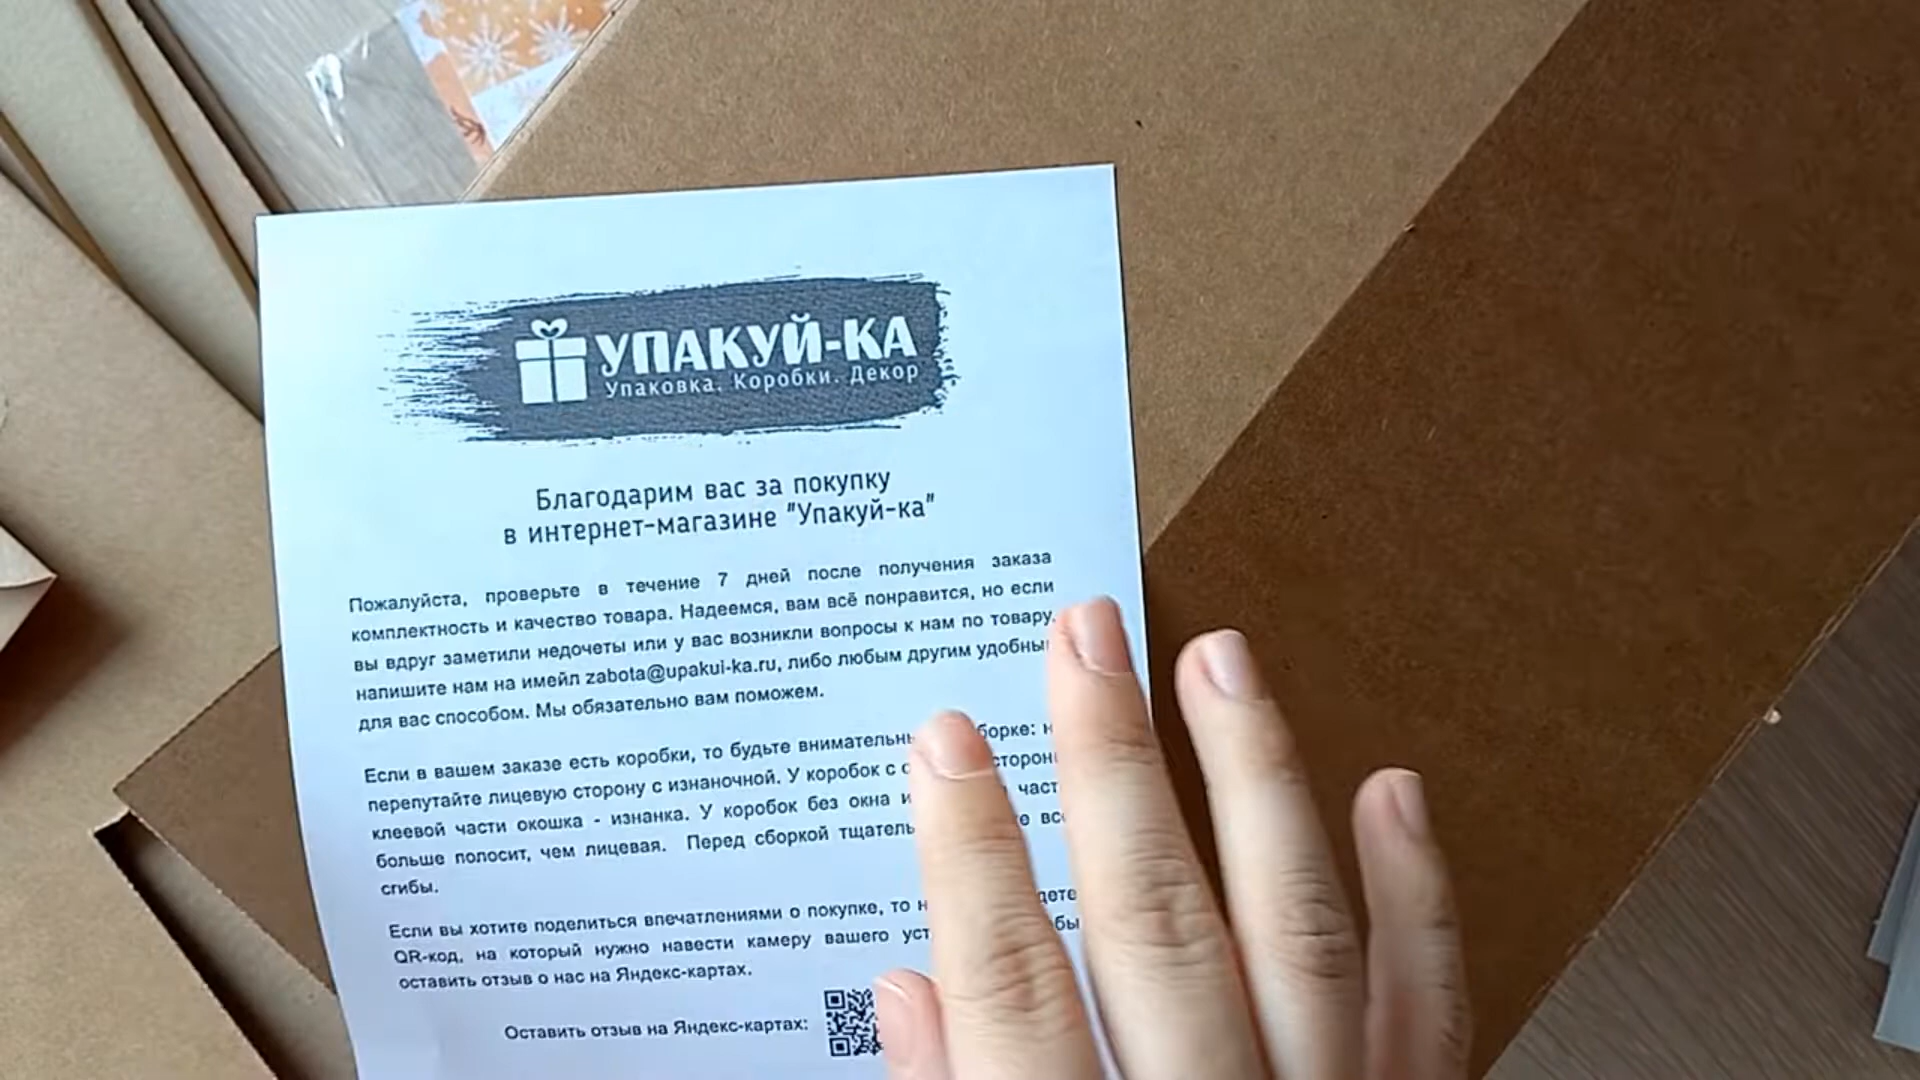 УПАКУЙ-КА
Упаковка. Коробки. Декор
Благодарим вас за покупку
в интернет-магазине "Упакуй-ка"
Пожалуйста, проверьте в течение 7 дней после получения заказа
комплектность и качество товара. Надеемся, вам всё понравится, но если
вы вдруг заметили недочеты или у вас возникли вопросы к нам по товару,
напишите нам на имейл zabota@upakui-ka.ru, либо любым другим
для вас способом. Мы обязательно вам поможем.
Если в вашем заказе есть коробки, то будьте
перепутайте лицевую сторону с изнаночной. У коробок с
клеевой части окошка - изнанка. У коробок без окна
больше полосит, чем лицевая. Перед сборкой
сгибы.
Если вы хотите поделиться впечатлениями о покупке, то
QR-код, на который нужно навести камеру вашего
оставить отзыв о нас на Яндекс-картах.
Оставить отзыв на Яндекс-картах: